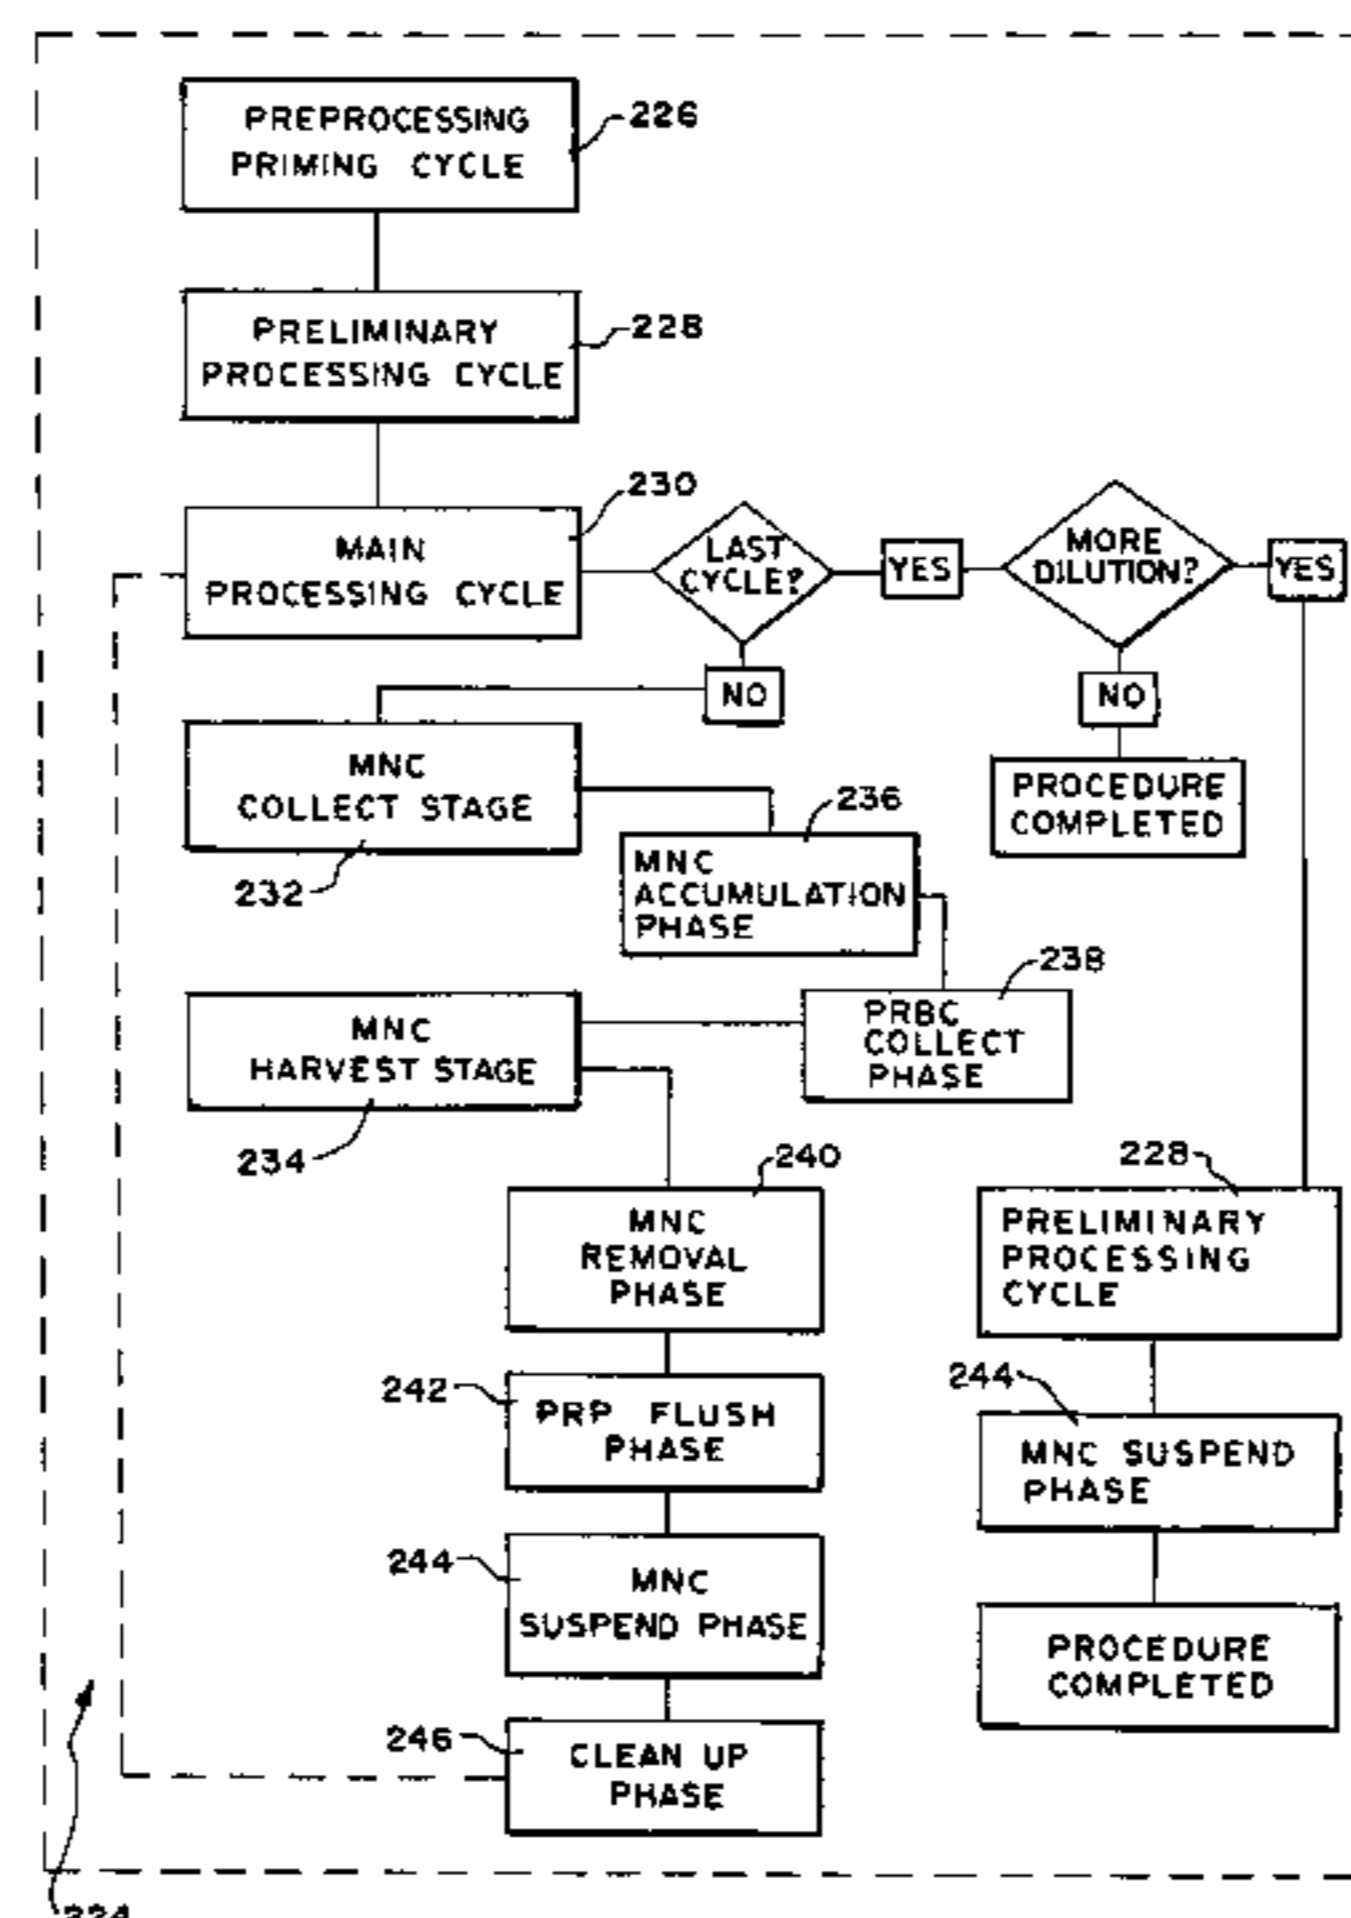 PREPROCESSING
PRIMING CYCLE
226
PRELIMINARY
PROCESSING CYCLE
228
MAIN
PROCESSING CYCLE
230
LAST
CYCLE?
YES
MORE
DILUTION?
YES
NO
NO
PROCEDURE
COMPLETED
MNC
COLLECT STAGE
232
236
MNC
ACCUMULATION
PHASE
238
PRBC
COLLECT
PHASE
MNC
HARVEST STAGE
234
240
MNC
REMOVAL
PHASE
228
PRELIMINARY
PROCESSING
CYCLE
242
PRP FLUSH
PHASE
244
MNC SUSPEND
PHASE
244
MNC
SUSPEND PHASE
PROCEDURE
COMPLETED
246
CLEAN UP
PHASE
224